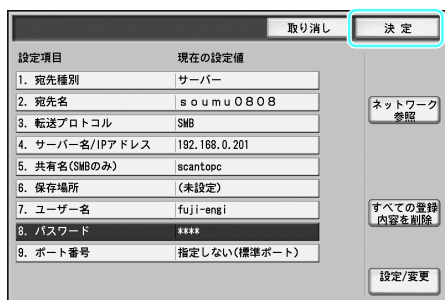 取り消し 決 定
設定項目 現在の設定値
1. 宛先種別 サーバー
2. 宛先名 ｓｏｕｍｕ０８０８
3. 転送プロトコル SMB
4. サーバー名/IPアドレス 192.168.0.201
5. 共有名(SMBのみ) scantopc
6. 保存場所 (未設定)
7. ユーザー名 fuji-engi
8. パスワード ****
9. ポート番号 指定しない(標準ポート)
ネットワーク
参照
すべての登録
内容を削除
設定/変更